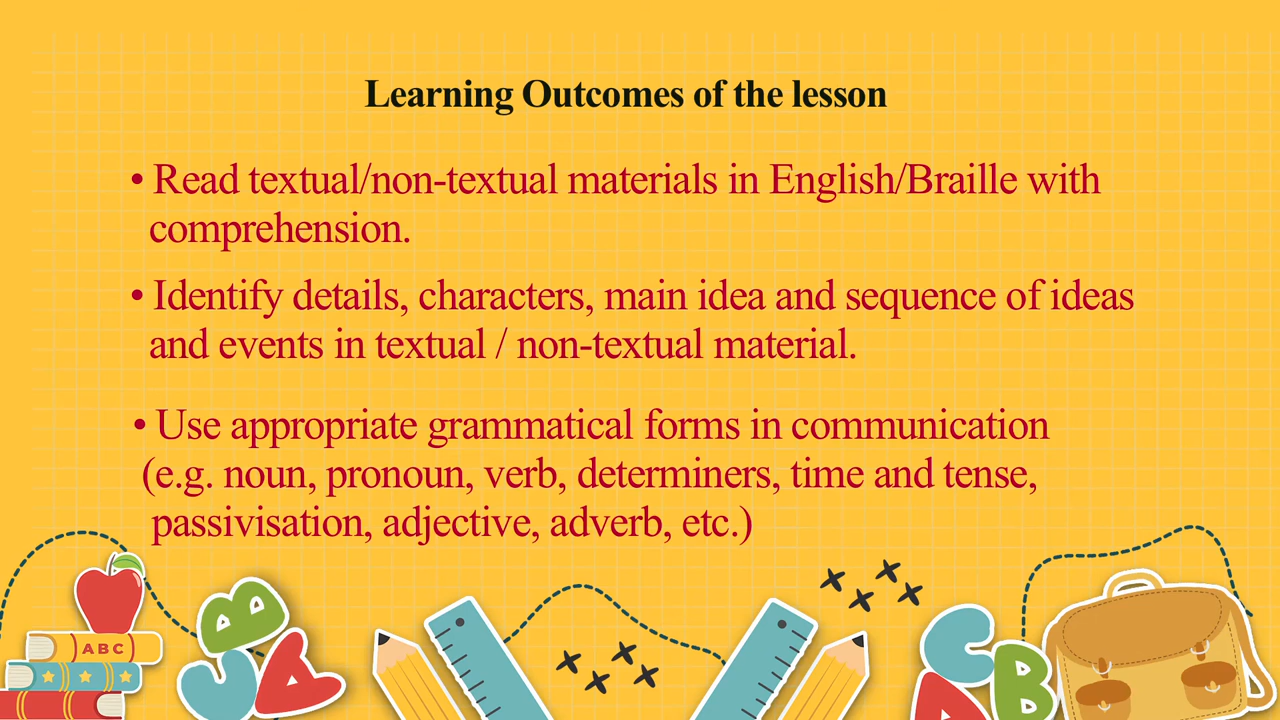 Learning Outcomes of the lesson
• Read textual/non-textual materials in English/Braille with
comprehension.
• Identify details, characters, main idea and sequence of ideas
and events in textual / non-textual material.
• Use appropriate grammatical forms in communication
(e.g. noun, pronoun, verb, determiners, time and tense,
passivisation, adjective, adverb, etc.)
ABC
B
C
A
C
B
A